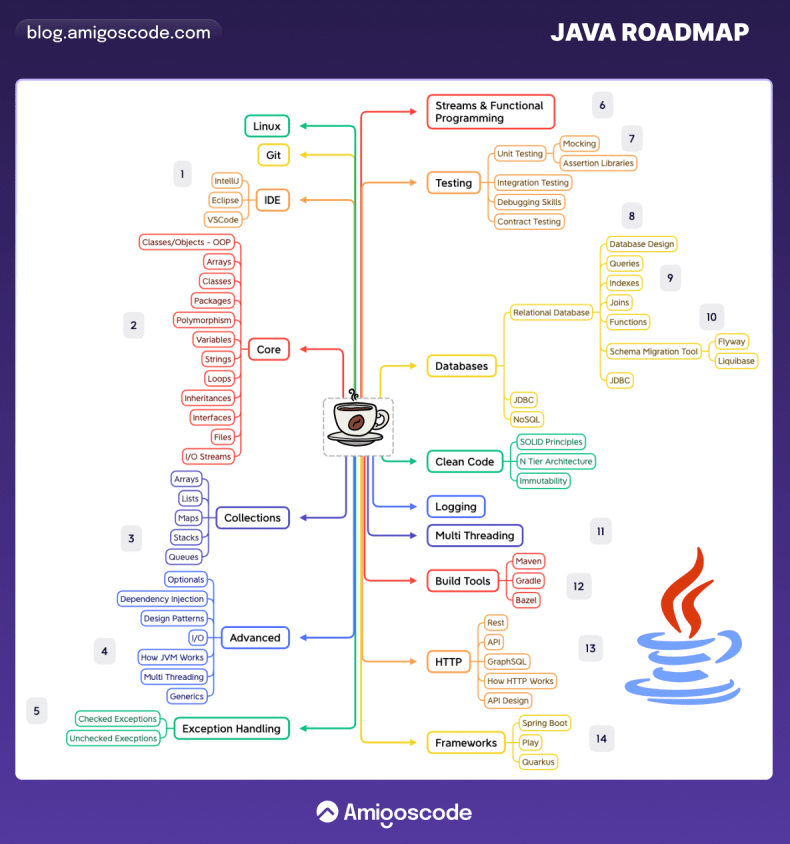 blog.amigoscode.com
JAVA ROADMAP
Linux
Git
1
IntelliJ
Eclipse
VSCode
IDE
Classes/Objects - OOP
Arrays
Classes
Packages
Polymorphism
Variables
Strings
Loops
Inheritances
Interfaces
Files
I/O Streams
2
Core
Arrays
Lists
Maps
Stacks
Queues
3
Collections
Optionals
Dependency Injection
Design Patterns
I/O
How JVM Works
Multi Threading
Generics
4
Advanced
5
Checked Exceptions
Unchecked Execptions
Exception Handling
Streams & Functional
Programming
6
Testing
Unit Testing
Mocking
Assertion Libraries
7
Integration Testing
Debugging Skills
Contract Testing
8
Databases
Relational Database
Database Design
Queries
Indexes
Joins
Functions
9
10
Schema Migration Tool
Flyway
Liquibase
JDBC
JDBC
NoSQL
Clean Code
SOLID Principles
N Tier Architecture
Immutability
Logging
Multi Threading
11
Build Tools
Maven
Gradle
Bazel
12
HTTP
Rest
API
GraphSQL
How HTTP Works
API Design
13
Frameworks
Spring Boot
Play
Quarkus
14
Amigoscode